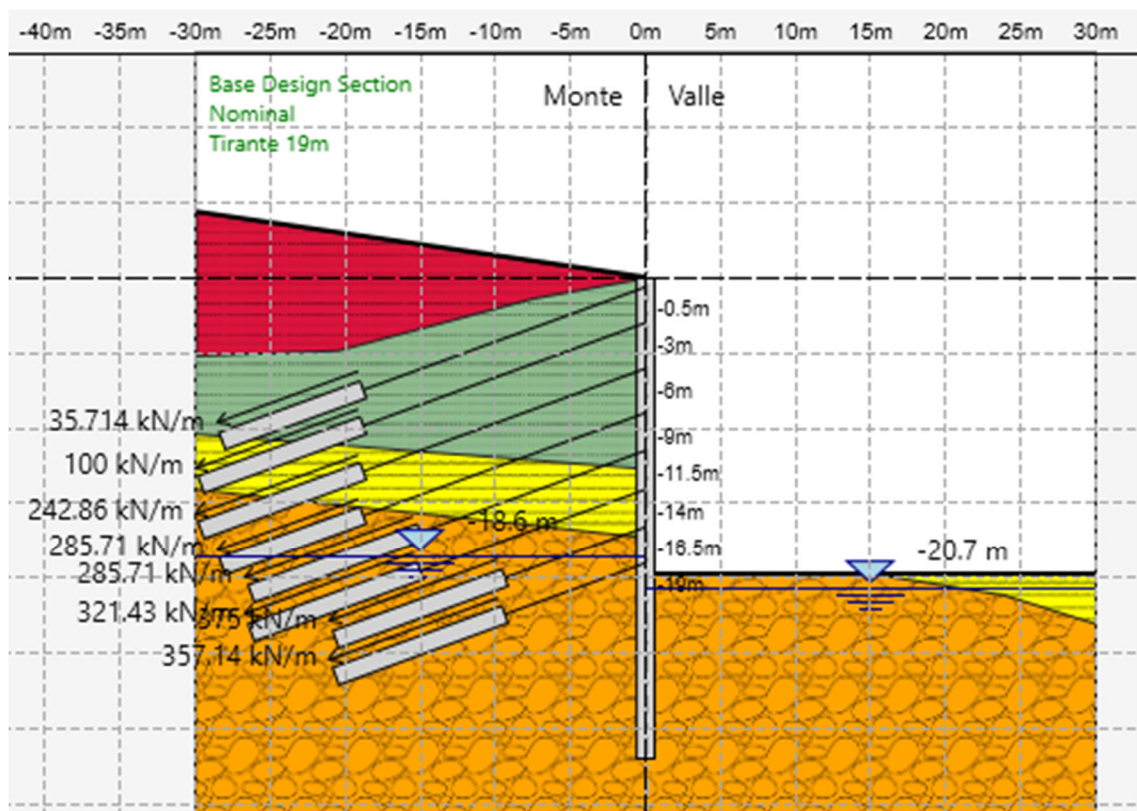 -40m -35m -30m -25m -20m -15m -10m -5m 0m 5m 10m 15m 20m 25m 30m
Base Design Section
Nominal
Tirante 19m
Monte
Valle
-0.5m
-3m
-6m
-9m
-11.5m
-14m
-16.5m
-19m
35.714 kN/m
100 kN/m
242.86 kN/m
285.71 kN/m
285.71 kN/m
321.43 kN/m
375 kN/m
357.14 kN/m
-18.6 m
-20.7 m